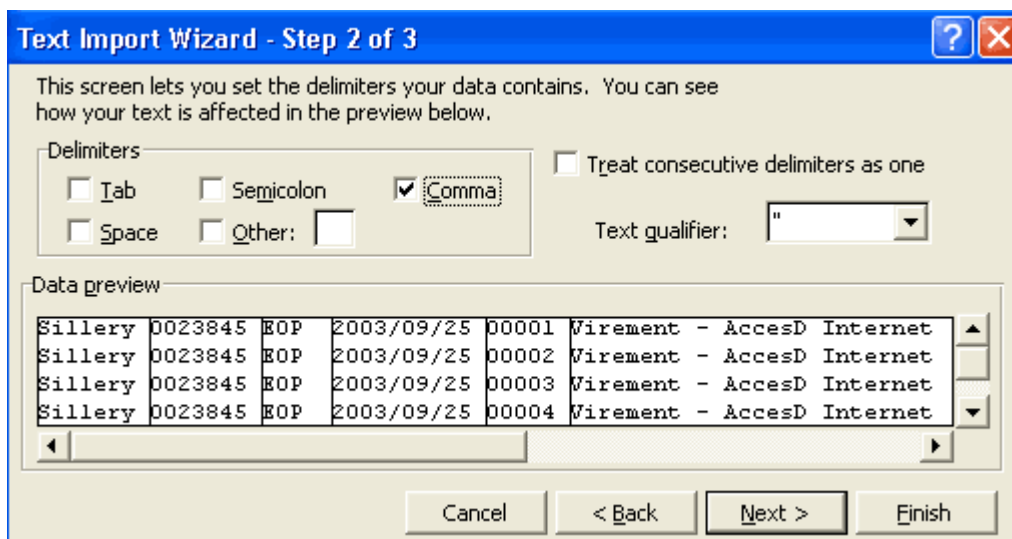 Text Import Wizard - Step 2 of 3
This screen lets you set the delimiters your data contains. You can see
how your text is affected in the preview below.
Delimiters
Tab Semicolon Comma
Space Other:
Treat consecutive delimiters as one
Text qualifier: "
Data preview
Sillery 0023845 EOP 2003/09/25 00001 Virement - AccesD Internet
Sillery 0023845 EOP 2003/09/25 00002 Virement - AccesD Internet
Sillery 0023845 EOP 2003/09/25 00003 Virement - AccesD Internet
Sillery 0023845 EOP 2003/09/25 00004 Virement - AccesD Internet
Cancel < Back Next > Finish